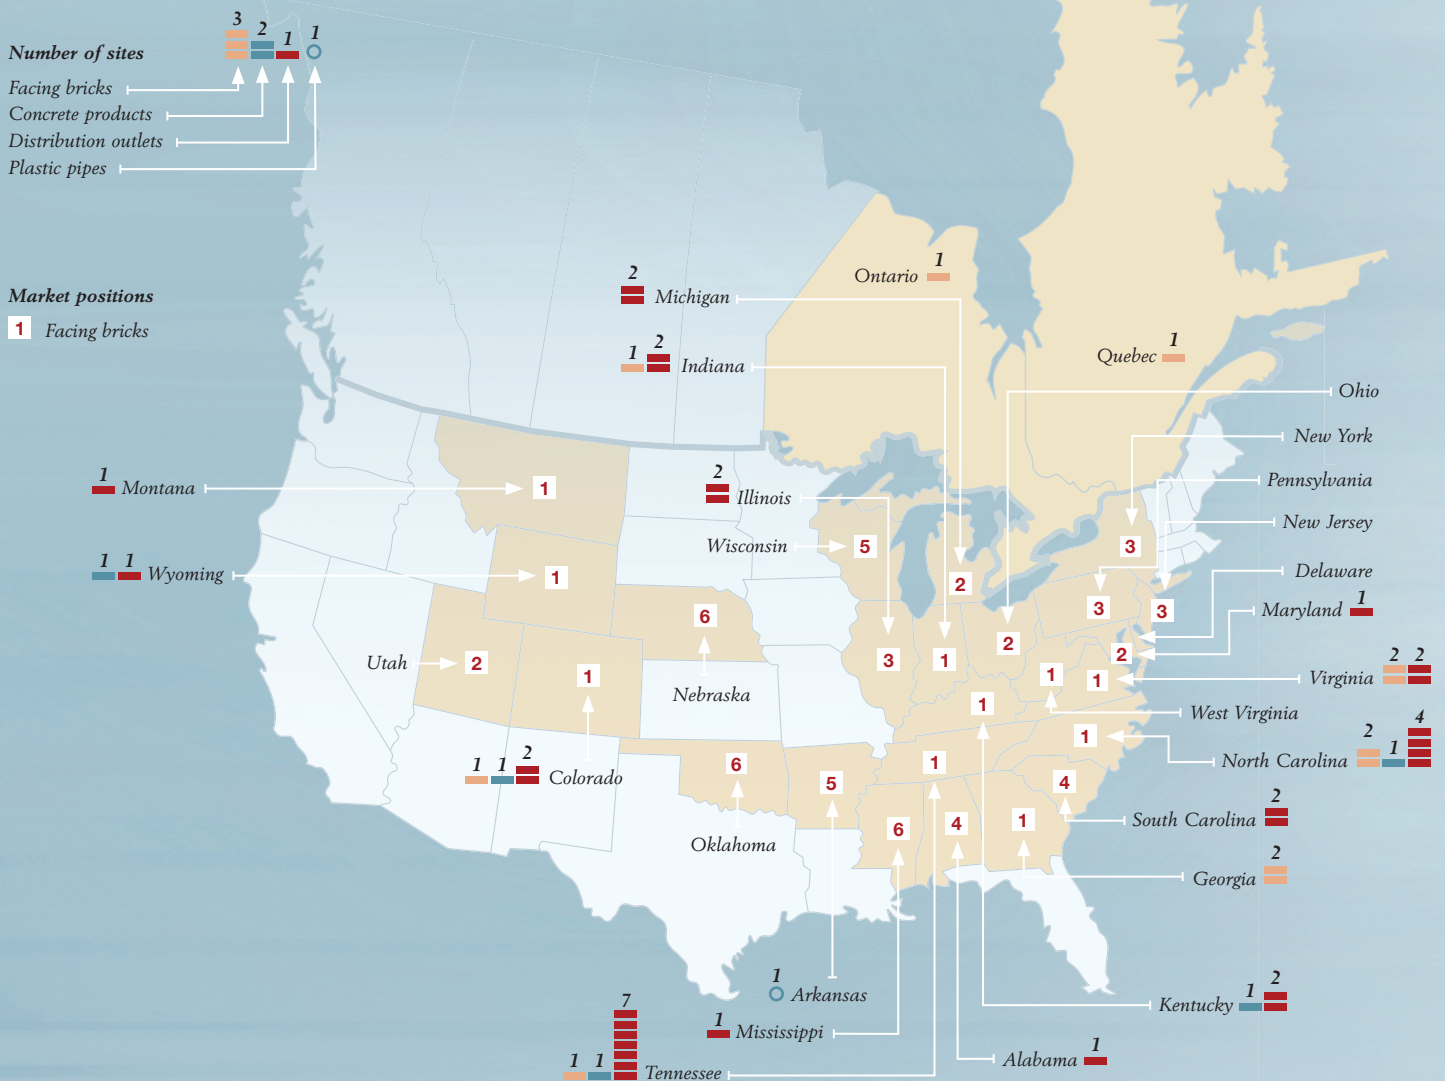 3 2 1 1
Number of sites
Facing bricks
Concrete products
Distribution outlets
Plastic pipes
Market positions
1 Facing bricks
2
Michigan
1 2
Indiana
Ontario 1
Quebec 1
Ohio
New York
Pennsylvania
New Jersey
Delaware
Maryland 1
Virginia 2 2
West Virginia
North Carolina 2 1 4
South Carolina 2
Georgia 2
Kentucky 1 2
Alabama 1
1 Montana
1 1 Wyoming
2
Illinois
Wisconsin
Utah
Nebraska
1 1 2 Colorado
Oklahoma
1
Arkansas
1 Mississippi
1 1 7 Tennessee
1
5
3
1
2
6
3
3
2
3
2
1
2
1
3
1
1
1
1
6
5
1
1
4
6
4
1